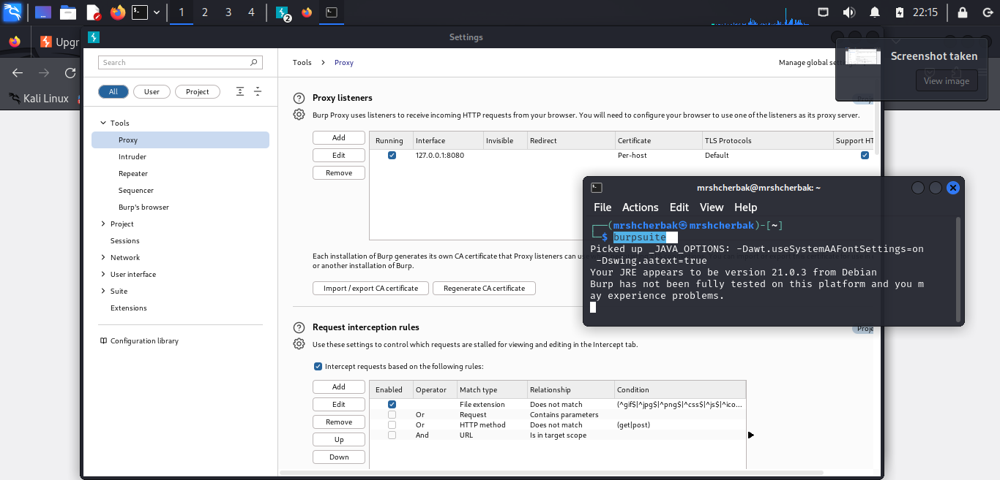 1 2 3 4 2 22:15
Settings
Upgr
Screenshot taken
View image
Kali Linux
Search
Tools > Proxy
Manage global setti
All User Project
Tools
Proxy
Intruder
Repeater
Sequencer
Burp's browser
Project
Sessions
Network
User interface
Suite
Extensions
Configuration library
Proxy listeners
Burp Proxy uses listeners to receive incoming HTTP requests from your browser. You will need to configure your browser to use one of the listeners as its proxy server.
Add
Edit
Remove
Running Interface Invisible Redirect Certificate TLS Protocols Support HT
127.0.0.1:8080 Per-host Default
Each installation of Burp generates its own CA certificate that Proxy listeners can use
or another installation of Burp.
Import / export CA certificate Regenerate CA certificate
Request interception rules
Proje
Use these settings to control which requests are stalled for viewing and editing in the Intercept tab.
Intercept requests based on the following rules:
Add
Edit
Remove
Up
Down
Enabled Operator Match type Relationship Condition
File extension Does not match (^gif$|^jpg$|^png$|^css$|^js$|^ico...
Or Request Contains parameters
Or HTTP method Does not match (get|post)
And URL Is in target scope
mrshcherbak@mrshcherbak: ~
File Actions Edit View Help
┌──(mrshcherbak㉿mrshcherbak)-[~]
└─$ burpsuite
Picked up _JAVA_OPTIONS: -Dawt.useSystemAAFontSettings=on
-Dswing.aatext=true
Your JRE appears to be version 21.0.3 from Debian
Burp has not been fully tested on this platform and you m
ay experience problems.